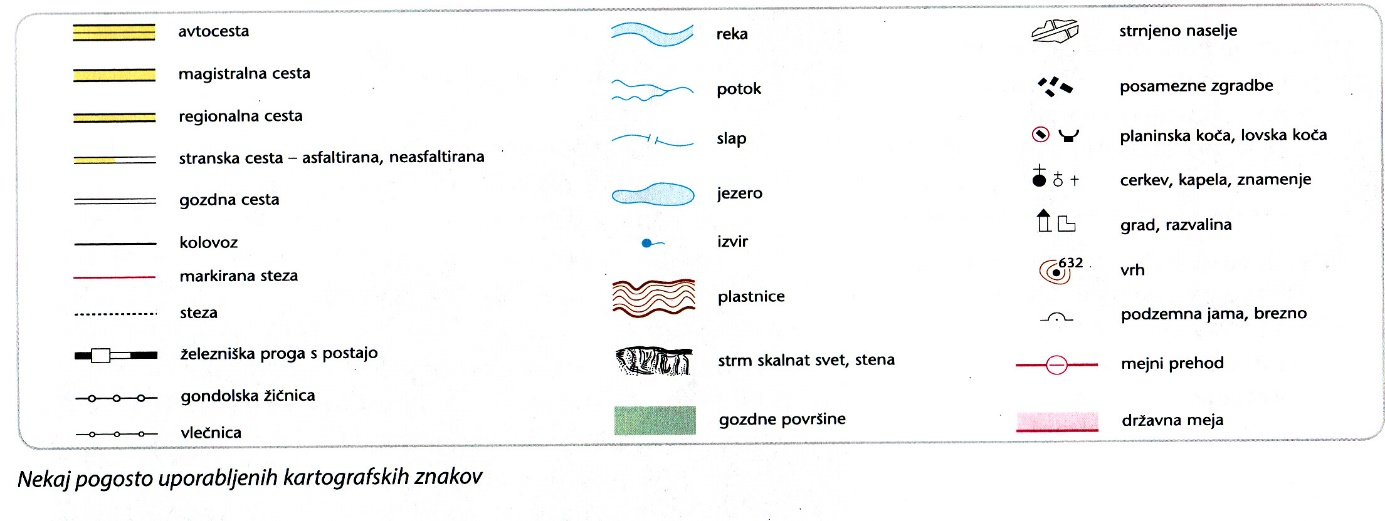 avtocesta
magistralna cesta
regionalna cesta
stranska cesta – asfaltirana, neasfaltirana
gozdna cesta
kolovoz
markirana steza
steza
železniška proga s postajo
gondolska žičnica
vlečnica
reka
potok
slap
jezero
izvir
plastnice
strm skalnat svet, stena
gozdne površine
strnjeno naselje
posamezne zgradbe
planinska koča, lovska koča
cerkev, kapela, znamenje
grad, razvalina
632
vrh
podzemna jama, brezno
mejni prehod
državna meja
Nekaj pogosto uporabljenih kartografskih znakov